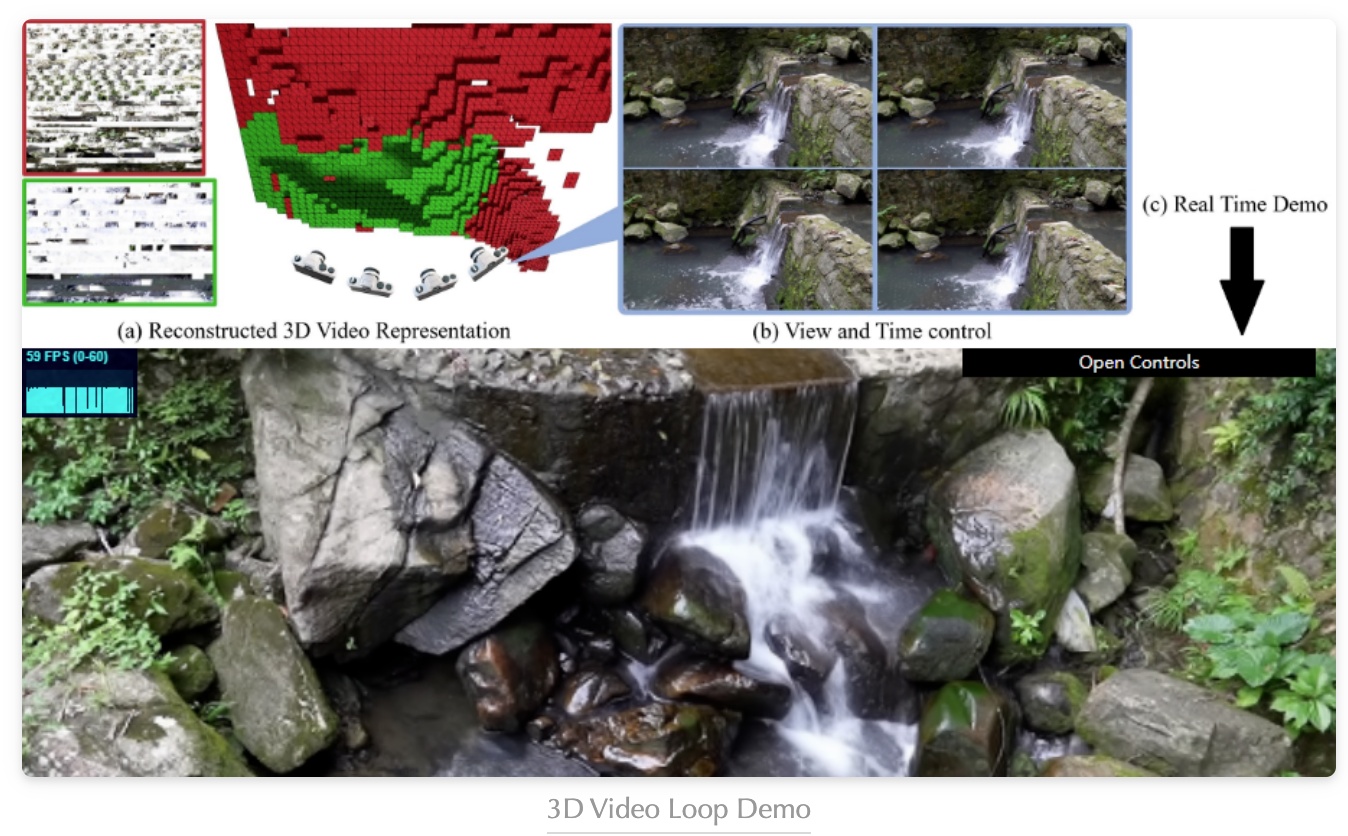 (c) Real Time Demo
(a) Reconstructed 3D Video Representation
(b) View and Time control
59 FPS (0-60)
Open Controls
3D Video Loop Demo